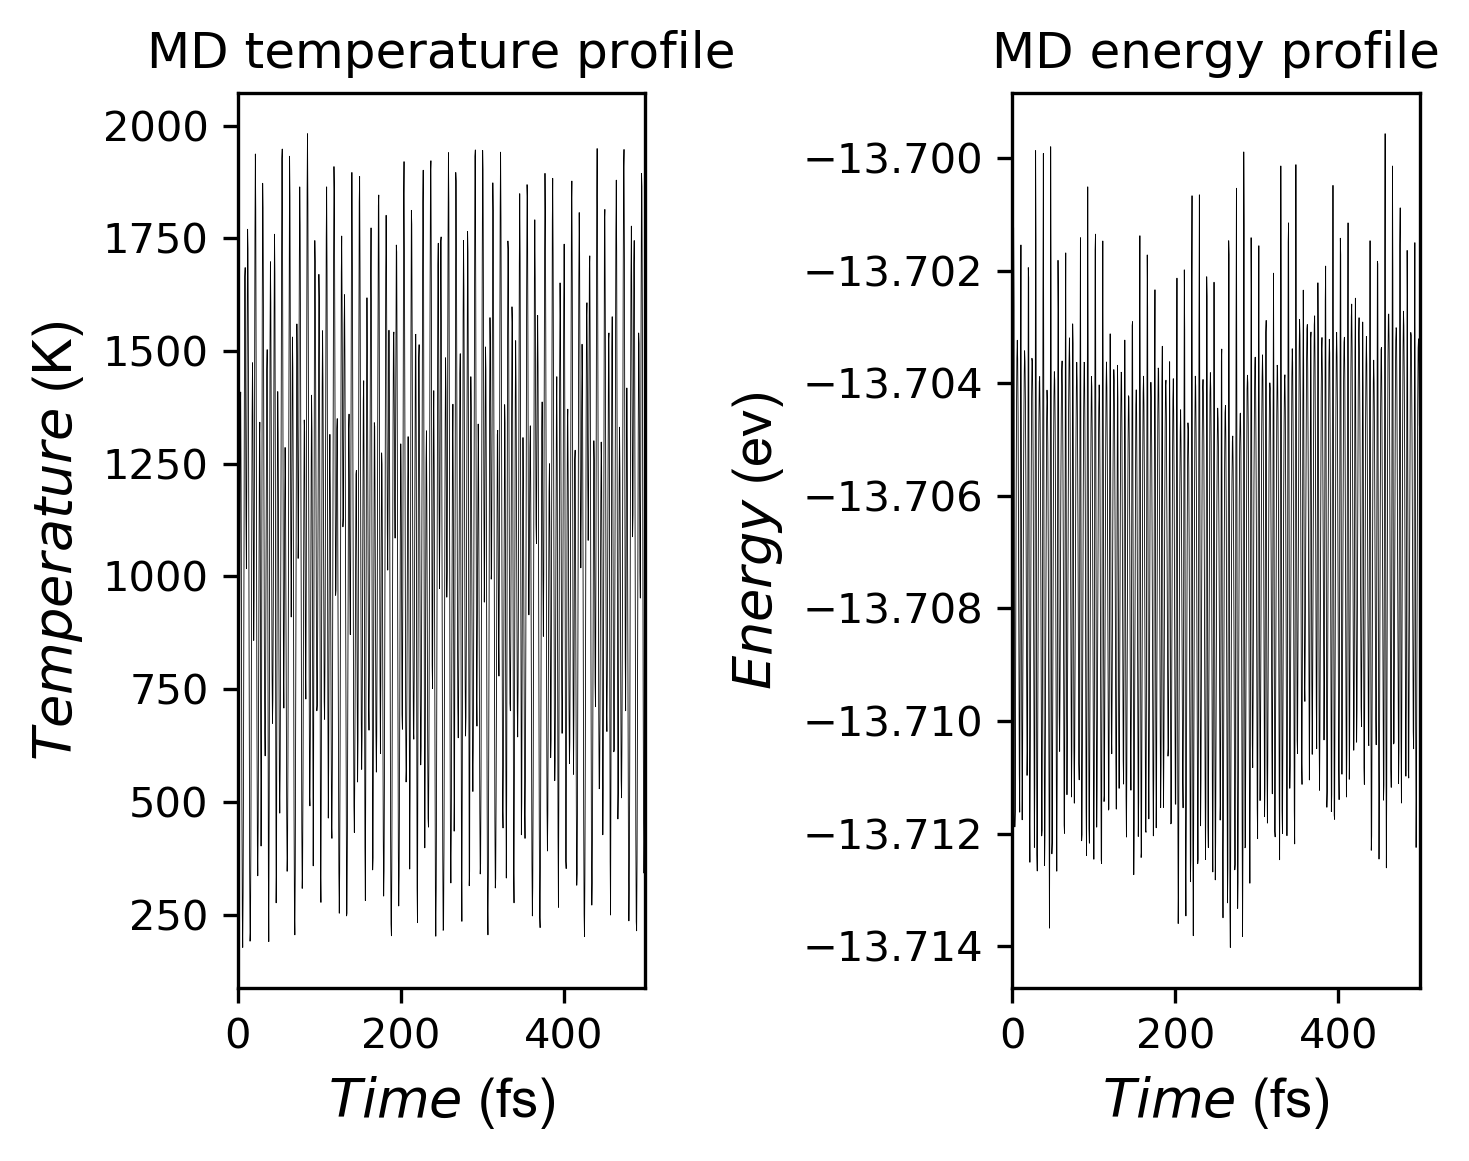 MD temperature profile
Temperature (K)
2000
1750
1500
1250
1000
750
500
250
0 200 400
Time (fs)
MD energy profile
Energy (ev)
−13.700
−13.702
−13.704
−13.706
−13.708
−13.710
−13.712
−13.714
0 200 400
Time (fs)